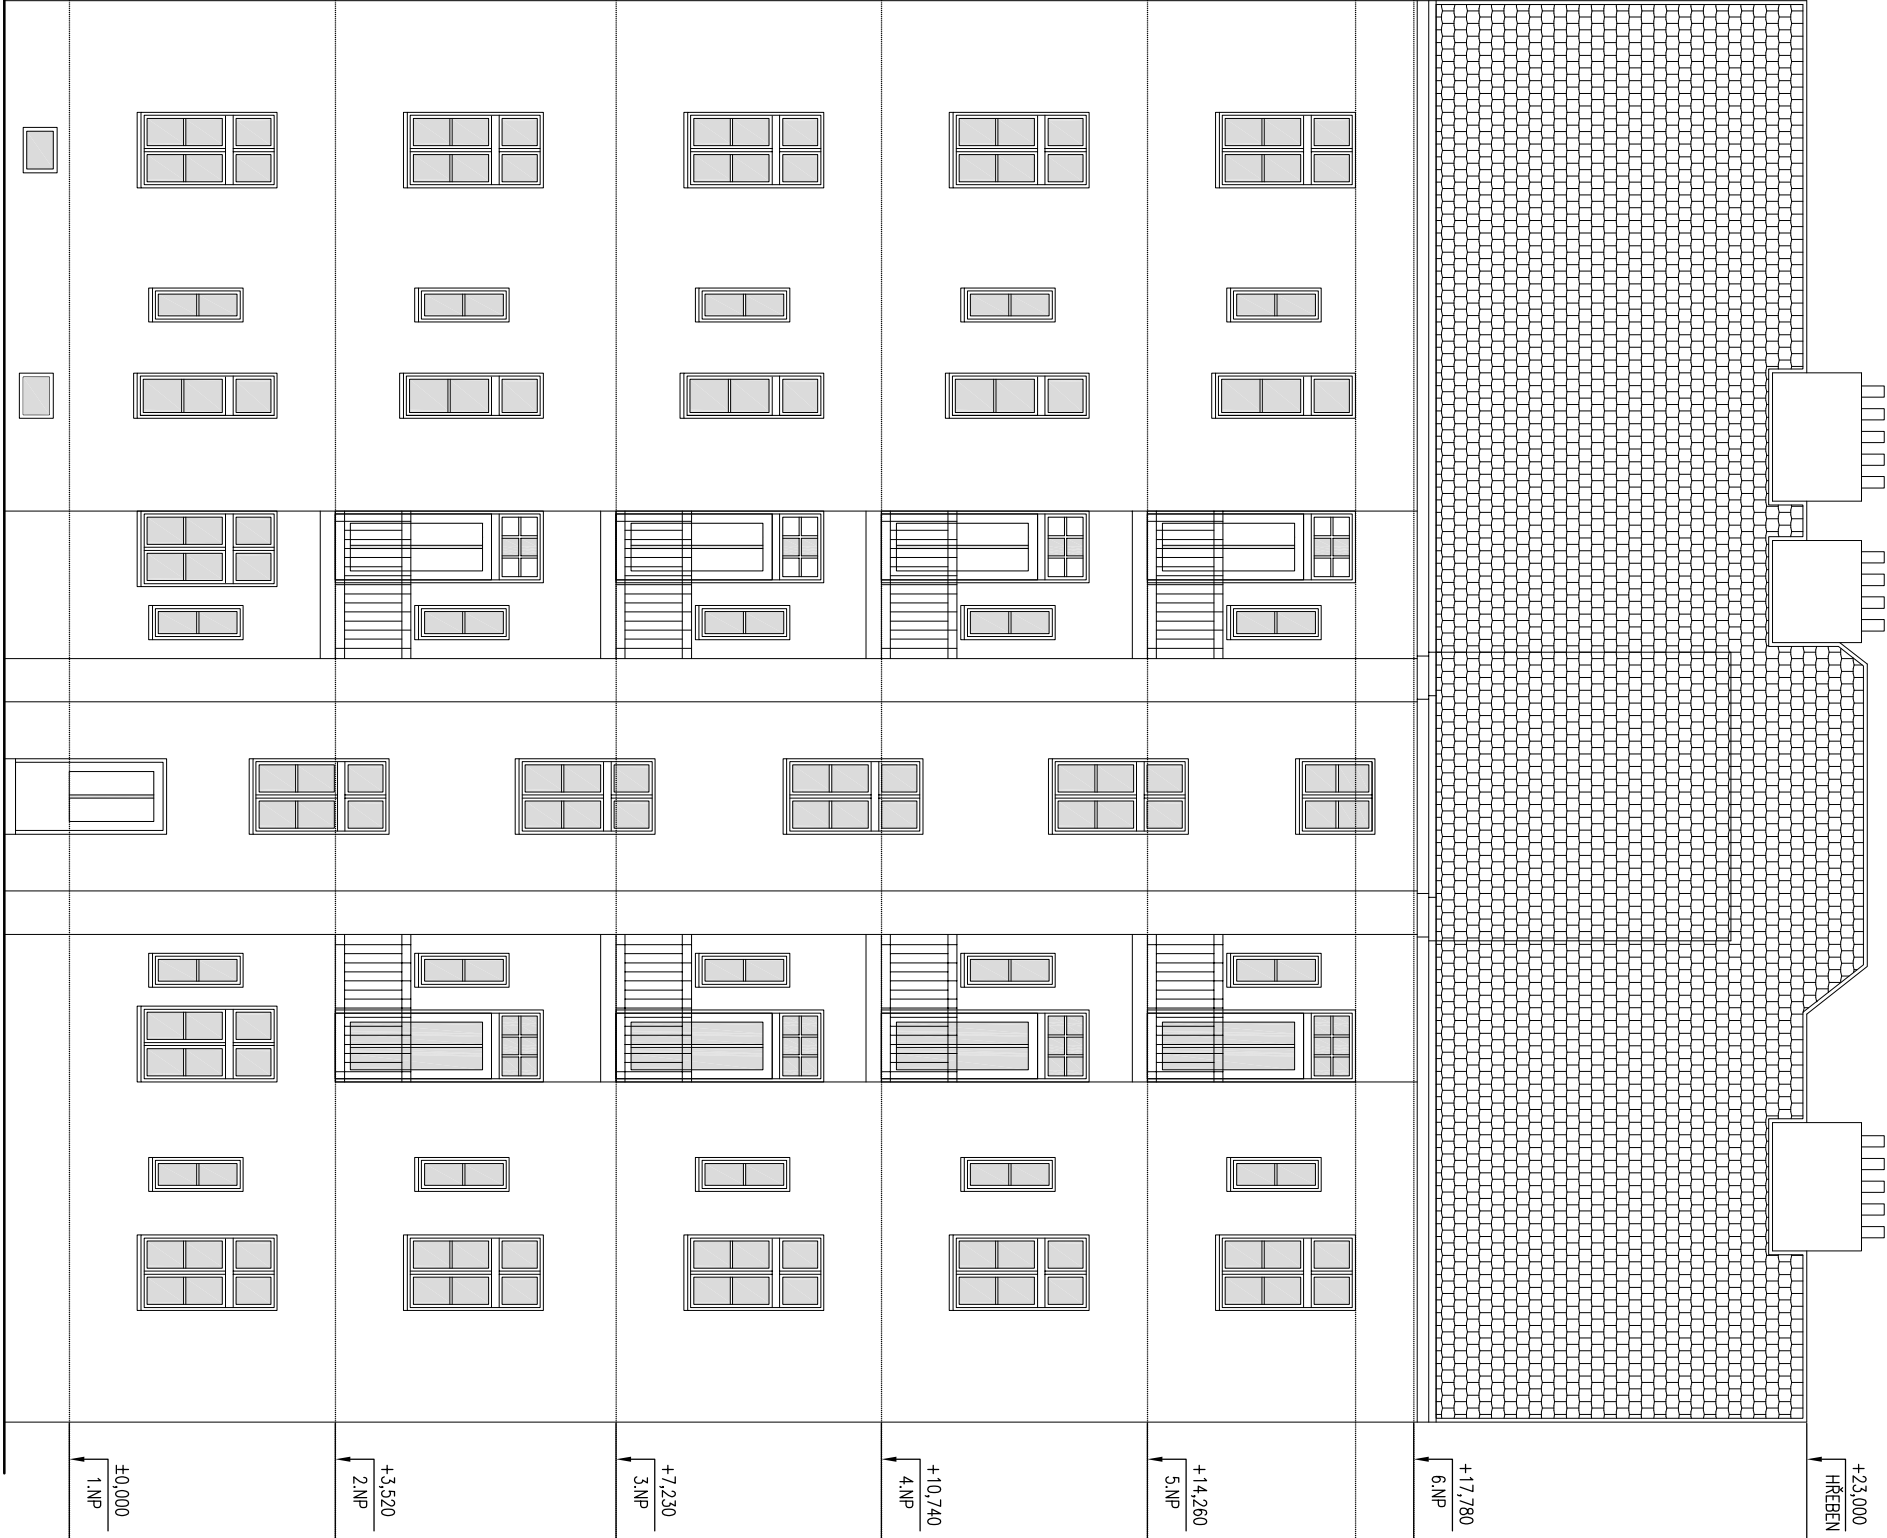 +23,000
HŘEBEN
+17,780
6.NP
+14,260
5.NP
+10,740
4.NP
+7,230
3.NP
+3,520
2.NP
±0,000
1.NP